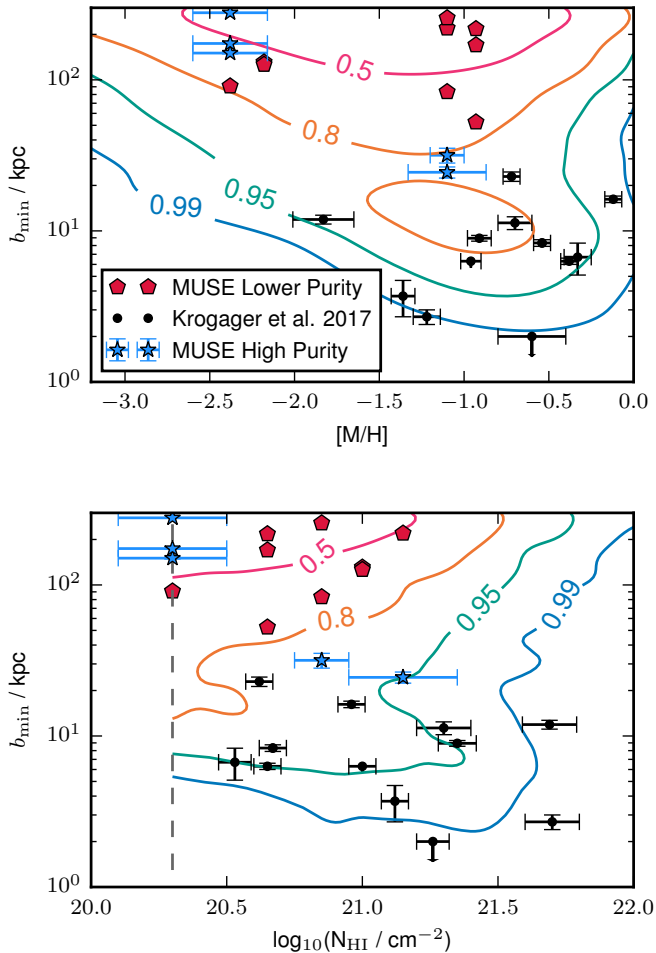 10²
10¹
10⁰
b_min / kpc
0.5
0.8
0.95
0.99
MUSE Lower Purity
Krogager et al. 2017
MUSE High Purity
−3.0 −2.5 −2.0 −1.5 −1.0 −0.5 0.0
[M/H]
10²
10¹
10⁰
b_min / kpc
0.5
0.8
0.95
0.99
20.0 20.5 21.0 21.5 22.0
log₁₀(N_HI / cm⁻²)